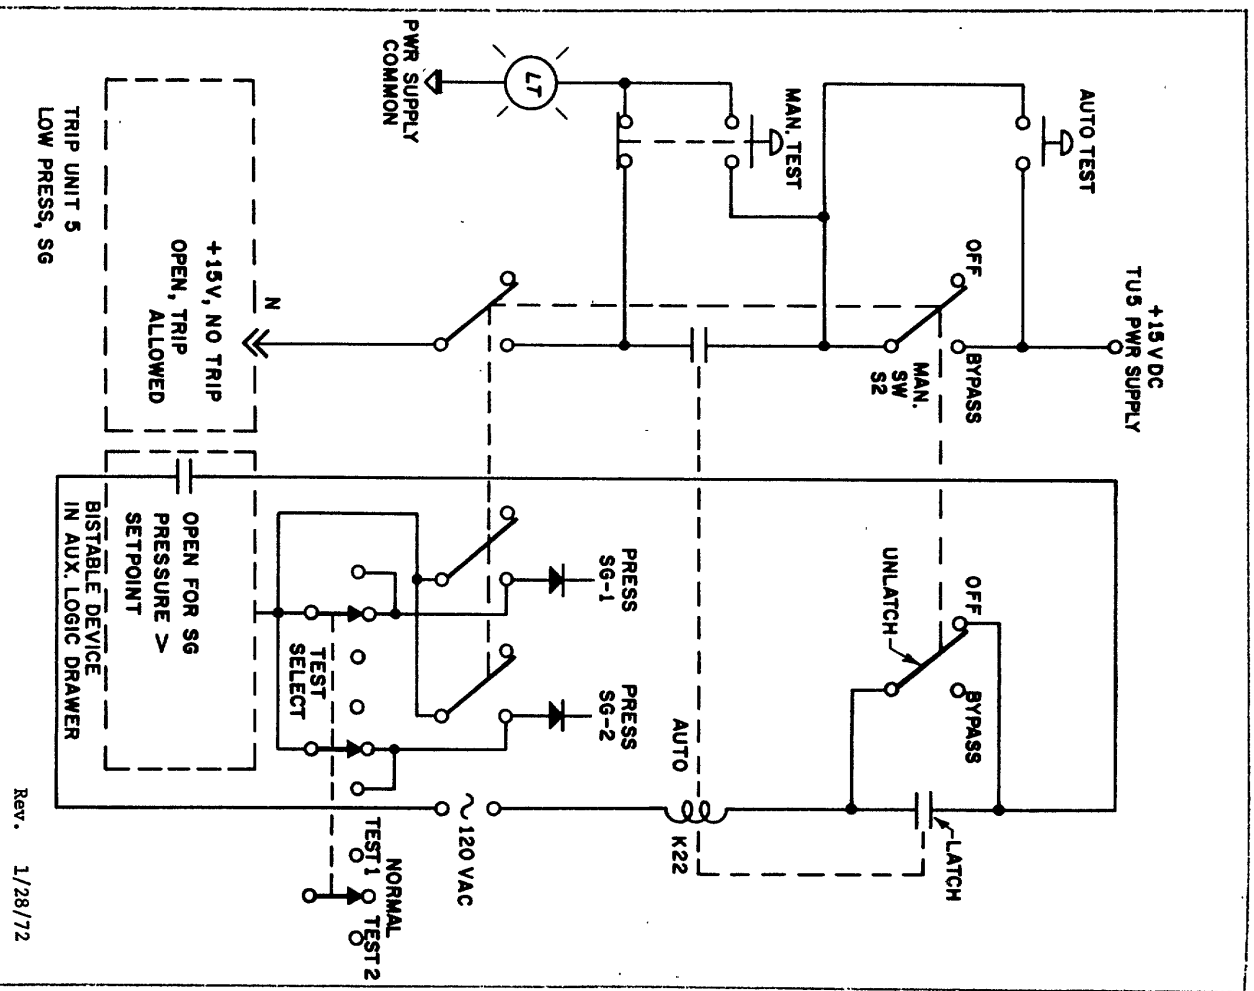 +15 VDC
TU5 PWR SUPPLY
AUTO TEST
OFF
BYPASS
MAN.
SW
S2
MAN. TEST
LT
PWR SUPPLY
COMMON
N
+15V, NO TRIP
OPEN, TRIP
ALLOWED
TRIP UNIT 5
LOW PRESS, SG
OFF
BYPASS
UNLATCH
LATCH
AUTO
K22
PRESS
SG-1
PRESS
SG-2
120 VAC
TEST
SELECT
NORMAL
TEST 1
TEST 2
OPEN FOR SG
PRESSURE >
SETPOINT
BISTABLE DEVICE
IN AUX. LOGIC DRAWER
Rev. 1/28/72